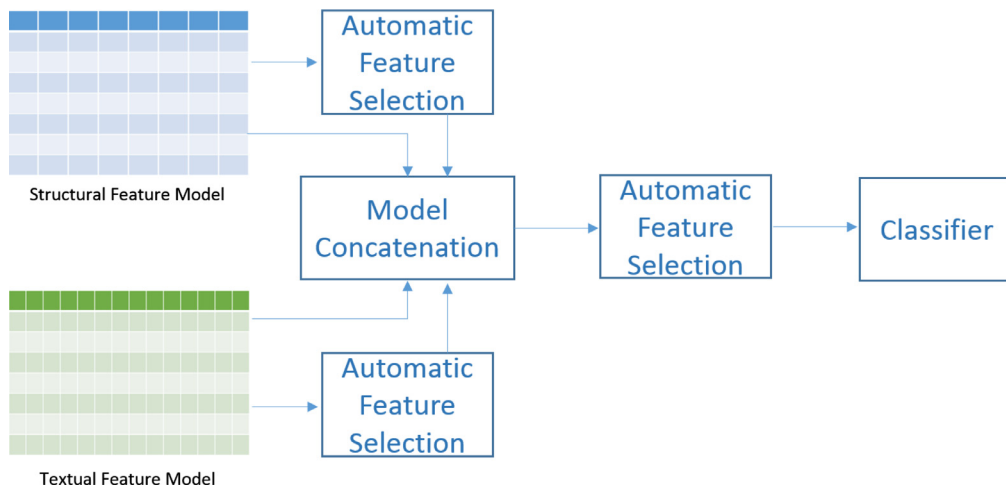 Automatic
Feature
Selection
Structural Feature Model
Model
Concatenation
Automatic
Feature
Selection
Classifier
Automatic
Feature
Selection
Textual Feature Model